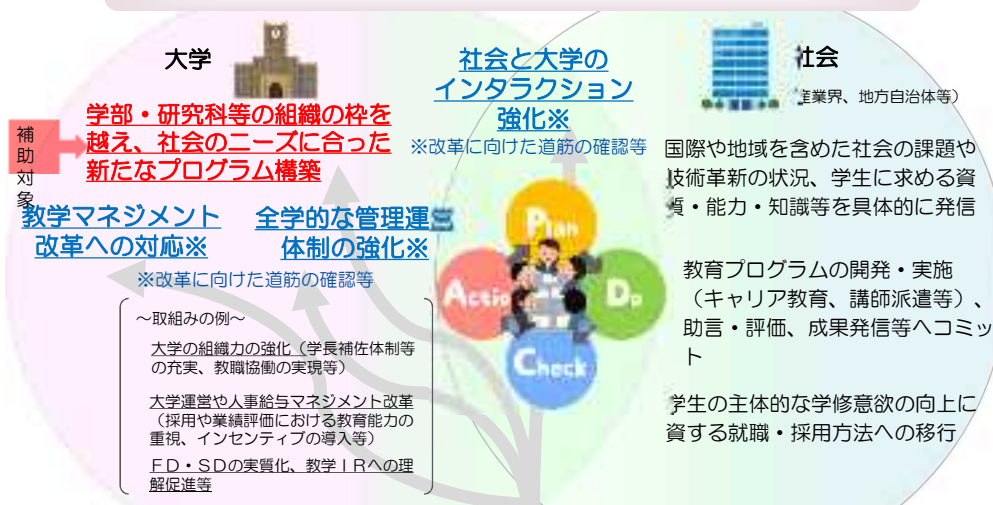 大学
補助対象
学部・研究科等の組織の枠を
越え、社会のニーズに合った
新たなプログラム構築
教学マネジメント
改革への対応※
全学的な管理運営
体制の強化※
※改革に向けた道筋の確認等
~取組みの例~
大学の組織力の強化(学長補佐体制等
の充実、教職協働の実現等)
大学運営や人事給与マネジメント改革
(採用や業績評価における教育能力の
重視、インセンティブの導入等)
FD・SDの実質化、教学IRへの理
解促進等
社会と大学の
インタラクション
強化※
※改革に向けた道筋の確認等
Plan
Do
Check
Actio
社会
産業界、地方自治体等)
国際や地域を含めた社会の課題や
技術革新の状況、学生に求める資
質・能力・知識等を具体的に発信
教育プログラムの開発・実施
(キャリア教育、講師派遣等)、
助言・評価、成果発信等へコミッ
ト
学生の主体的な学修意欲の向上に
資する就職・採用方法への移行